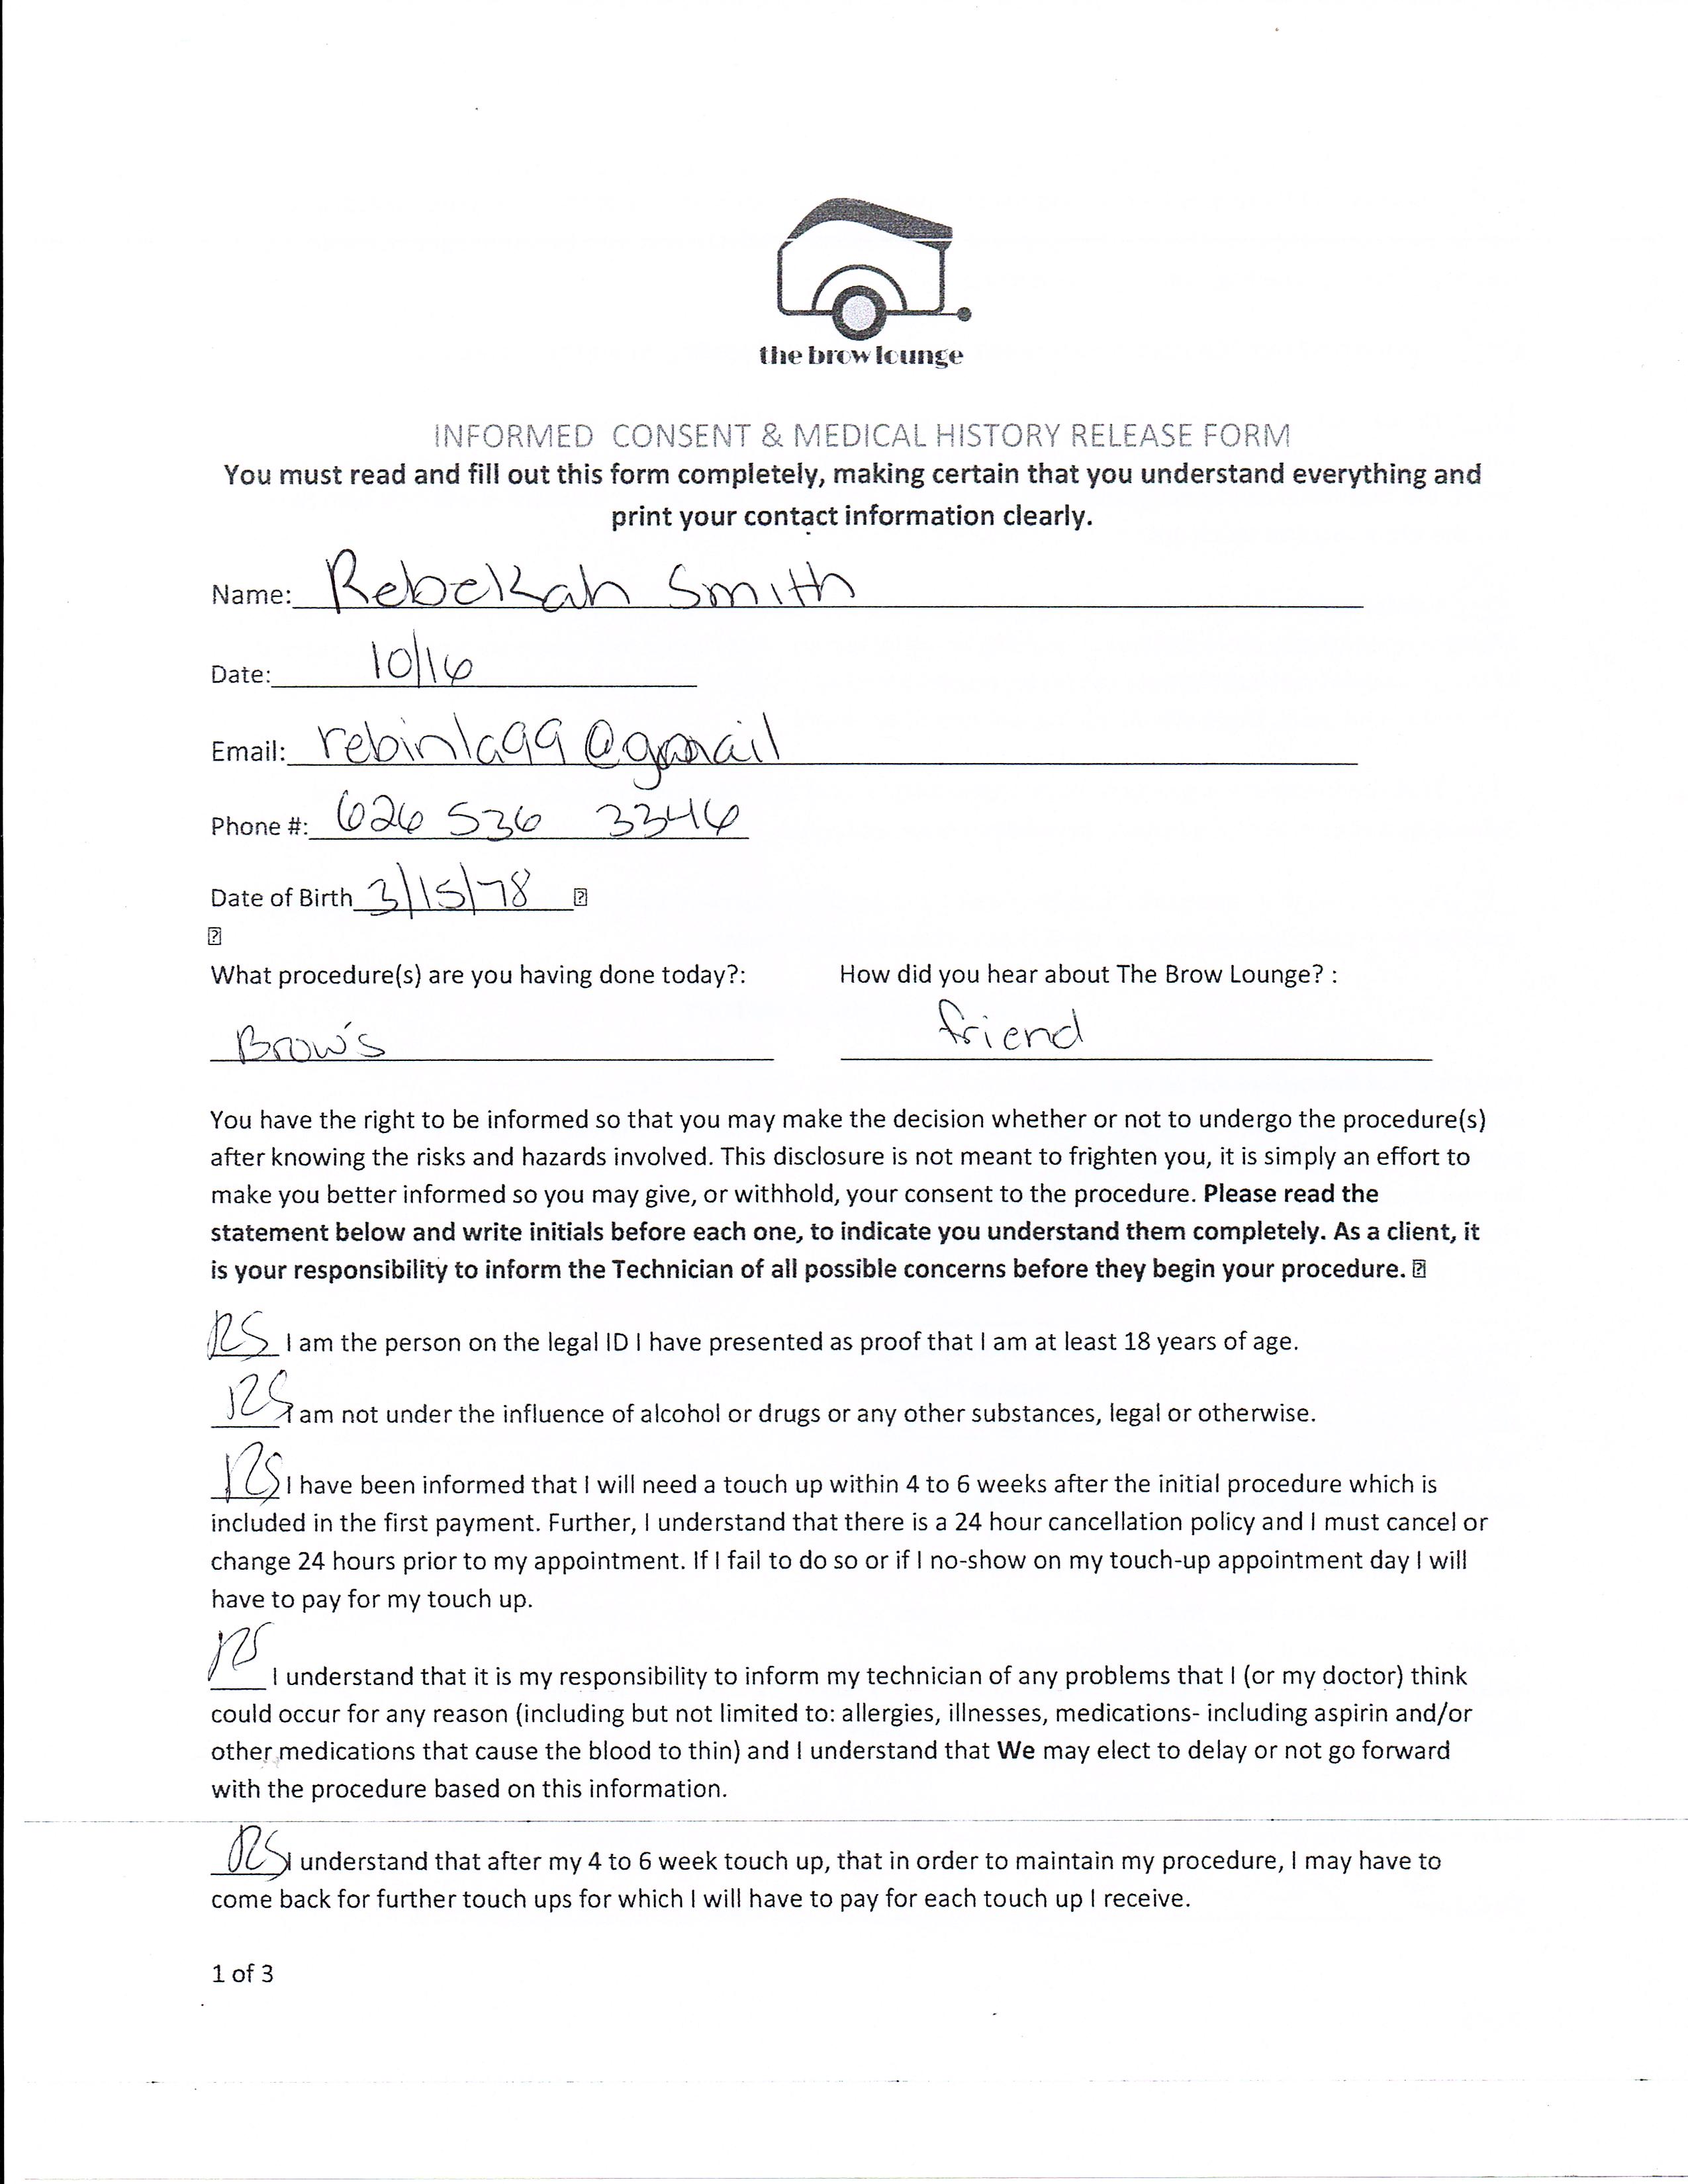 the brow lounge
INFORMED CONSENT & MEDICAL HISTORY RELEASE FORM
You must read and fill out this form completely, making certain that you understand everything and
print your contact information clearly.
Name: Rebekah Smith
Date: 10/16
Email: rebinla99@gmail
Phone #: 626 536 3346
Date of Birth 3/15/78
What procedure(s) are you having done today?: How did you hear about The Brow Lounge? :
Brow's friend
You have the right to be informed so that you may make the decision whether or not to undergo the procedure(s)
after knowing the risks and hazards involved. This disclosure is not meant to frighten you, it is simply an effort to
make you better informed so you may give, or withhold, your consent to the procedure. Please read the
statement below and write initials before each one, to indicate you understand them completely. As a client, it
is your responsibility to inform the Technician of all possible concerns before they begin your procedure.
RS I am the person on the legal ID I have presented as proof that I am at least 18 years of age.
RS I am not under the influence of alcohol or drugs or any other substances, legal or otherwise.
RS I have been informed that I will need a touch up within 4 to 6 weeks after the initial procedure which is
included in the first payment. Further, I understand that there is a 24 hour cancellation policy and I must cancel or
change 24 hours prior to my appointment. If I fail to do so or if I no-show on my touch-up appointment day I will
have to pay for my touch up.
RS I understand that it is my responsibility to inform my technician of any problems that I (or my doctor) think
could occur for any reason (including but not limited to: allergies, illnesses, medications- including aspirin and/or
other medications that cause the blood to thin) and I understand that We may elect to delay or not go forward
with the procedure based on this information.
RS I understand that after my 4 to 6 week touch up, that in order to maintain my procedure, I may have to
come back for further touch ups for which I will have to pay for each touch up I receive.
1 of 3